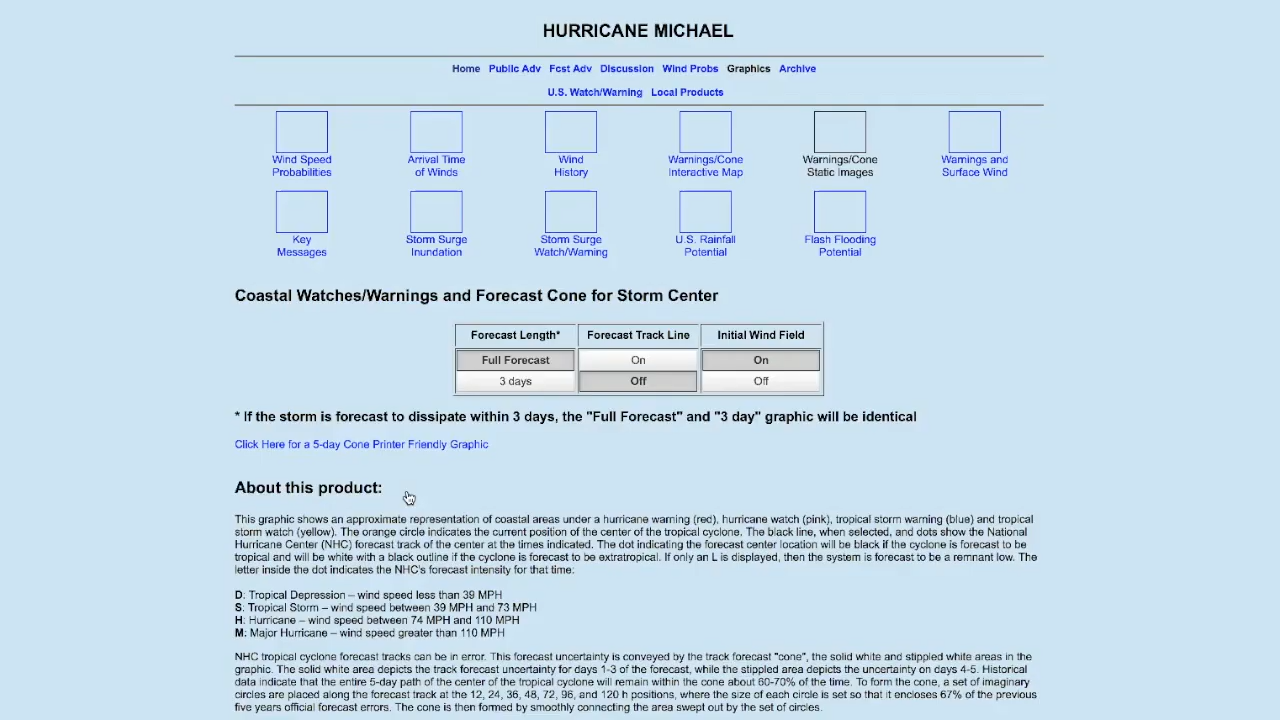 HURRICANE MICHAEL
Home Public Adv Fcst Adv Discussion Wind Probs Graphics Archive
U.S. Watch/Warning Local Products
Wind Speed Probabilities
Arrival Time of Winds
Wind History
Warnings/Cone Interactive Map
Warnings/Cone Static Images
Warnings and Surface Wind
Key Messages
Storm Surge Inundation
Storm Surge Watch/Warning
U.S. Rainfall Potential
Flash Flooding Potential
Coastal Watches/Warnings and Forecast Cone for Storm Center
Forecast Length* Forecast Track Line Initial Wind Field
Full Forecast On On
3 days Off Off
* If the storm is forecast to dissipate within 3 days, the "Full Forecast" and "3 day" graphic will be identical
Click Here for a 5-day Cone Printer Friendly Graphic
About this product:
This graphic shows an approximate representation of coastal areas under a hurricane warning (red), hurricane watch (pink), tropical storm warning (blue) and tropical
storm watch (yellow). The orange circle indicates the current position of the center of the tropical cyclone. The black line, when selected, and dots show the National
Hurricane Center (NHC) forecast track of the center at the times indicated. The dot indicating the forecast center location will be black if the cyclone is forecast to be
tropical and will be white with a black outline if the cyclone is forecast to be extratropical. If only an L is displayed, then the system is forecast to be a remnant low. The
letter inside the dot indicates the NHC's forecast intensity for that time:
D: Tropical Depression – wind speed less than 39 MPH
S: Tropical Storm – wind speed between 39 MPH and 73 MPH
H: Hurricane – wind speed between 74 MPH and 110 MPH
M: Major Hurricane – wind speed greater than 110 MPH
NHC tropical cyclone forecast tracks can be in error. This forecast uncertainty is conveyed by the track forecast "cone", the solid white and stippled white areas in the
graphic. The solid white area depicts the track forecast uncertainty for days 1-3 of the forecast, while the stippled area depicts the uncertainty on days 4-5. Historical
data indicate that the entire 5-day path of the center of the tropical cyclone will remain within the cone about 60-70% of the time. To form the cone, a set of imaginary
circles are placed along the forecast track at the 12, 24, 36, 48, 72, 96, and 120 h positions, where the size of each circle is set so that it encloses 67% of the previous
five years official forecast errors. The cone is then formed by smoothly connecting the area swept out by the set of circles.